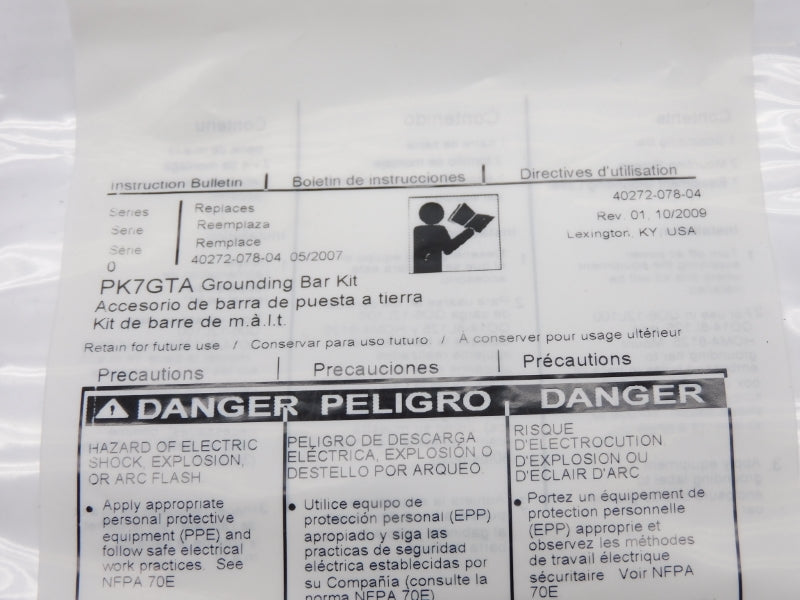 Instruction Bulletin | Boletín de instrucciones | Directives d'utilisation
Series
Serie
Série
0
Replaces
Reemplaza
Remplace
40272-078-04 05/2007
40272-078-04
Rev. 01, 10/2009
Lexington, KY, USA
PK7GTA Grounding Bar Kit
Accesorio de barra de puesta a tierra
Kit de barre de m.à.l.t.
Retain for future use / Conservar para uso futuro / À conserver pour usage ultérieur
Precautions | Precauciones | Précautions
DANGER PELIGRO DANGER
HAZARD OF ELECTRIC
SHOCK, EXPLOSION,
OR ARC FLASH
• Apply appropriate
personal protective
equipment (PPE) and
follow safe electrical
work practices. See
NFPA 70E
PELIGRO DE DESCARGA
ELÉCTRICA, EXPLOSIÓN O
DESTELLO POR ARQUEO
• Utilice equipo de
protección personal (EPP)
apropiado y siga las
practicas de seguridad
eléctrica establecidas por
su Compañía (consulte la
norma NFPA 70E)
RISQUE
D'ELECTROCUTION
D'EXPLOSION OU
D'ECLAIR D'ARC
• Portez un équipement de
protection personnelle
(EPP) approprie et
observez les méthodes
de travail électrique
sécuritaire Voir NFPA
70E